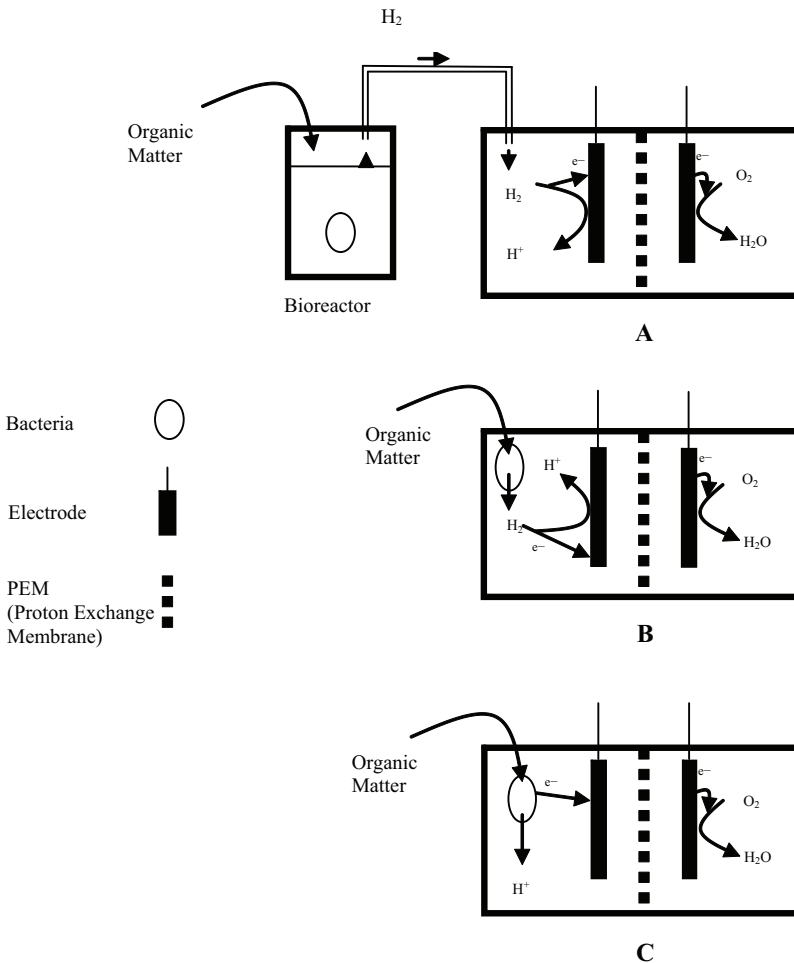 H₂
Organic
Matter
e−
e−
O₂
H₂
H₂O
H⁺
Bioreactor
A
Bacteria
Organic
Matter
H⁺
e−
O₂
Electrode
H₂
e−
H₂O
PEM
(Proton Exchange
Membrane)
B
Organic
Matter
e−
e−
O₂
H₂O
H⁺
C